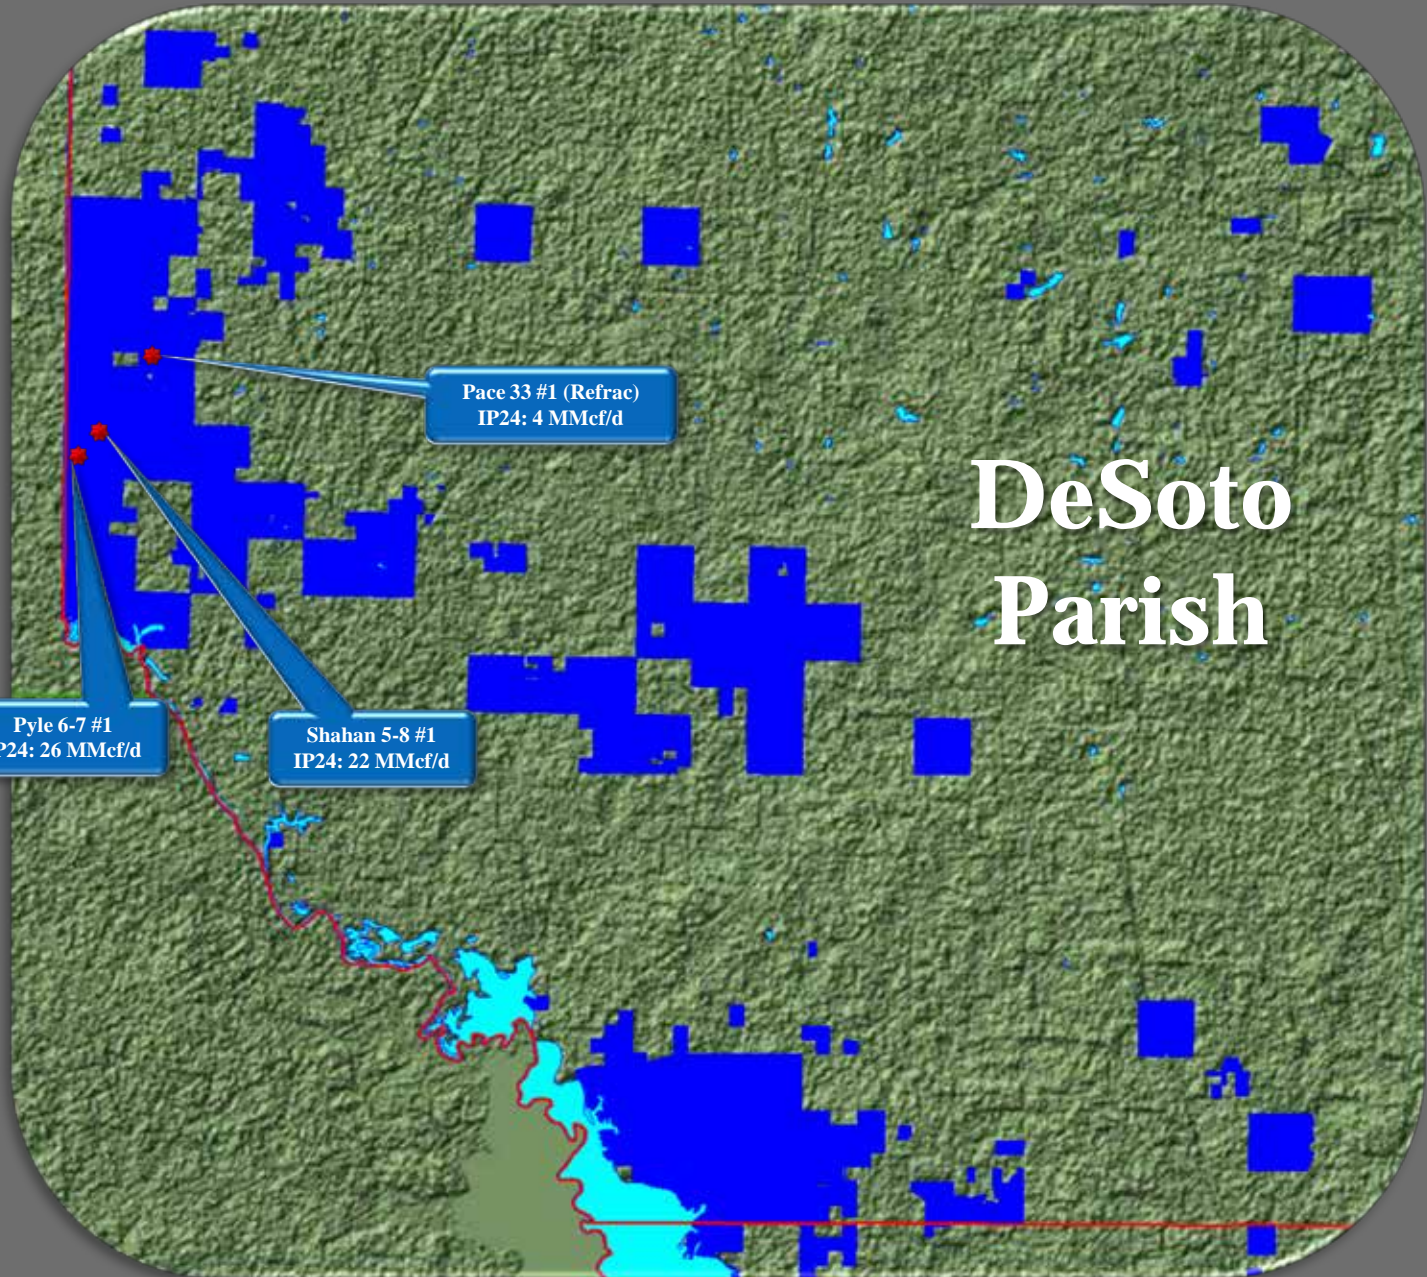 Pace 33 #1 (Refrac)
IP24: 4 MMcf/d
DeSoto
Parish
Pyle 6-7 #1
P24: 26 MMcf/d
Shahan 5-8 #1
IP24: 22 MMcf/d